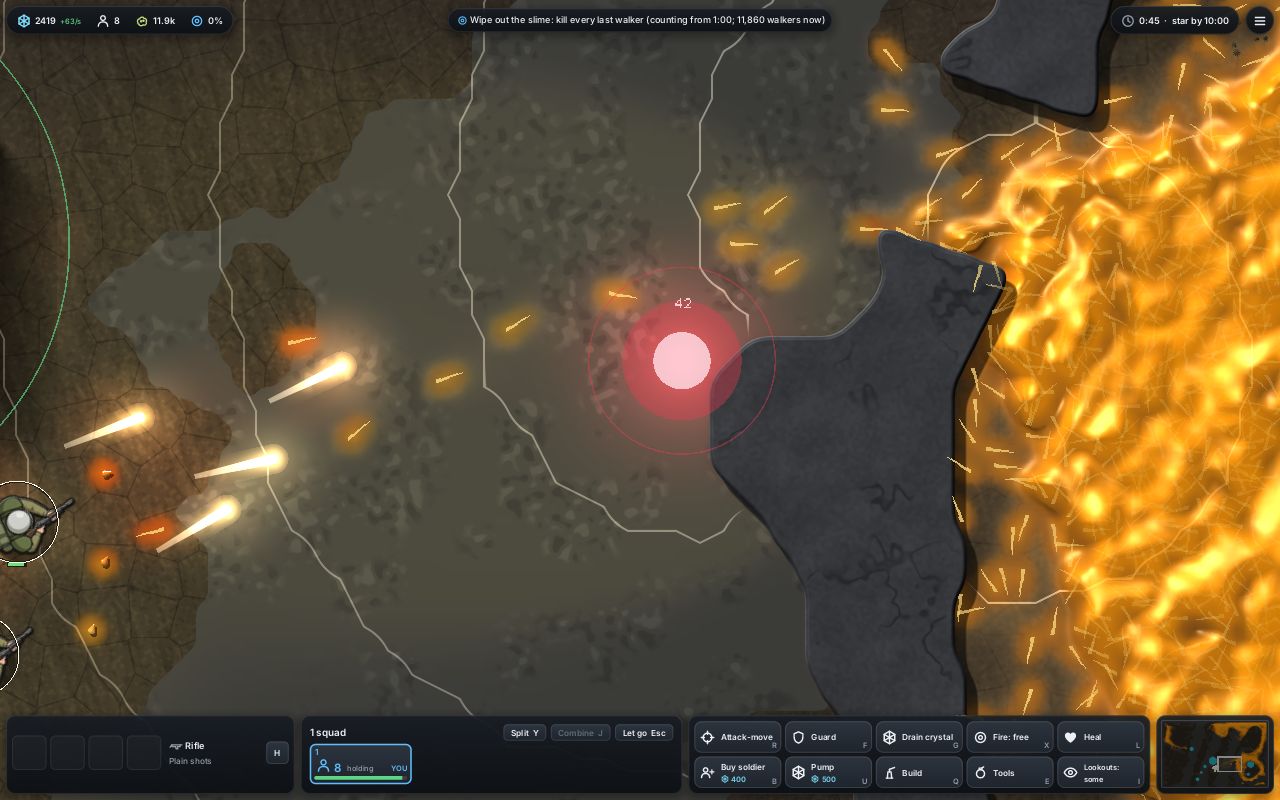 2419 +63/s 8 11.9k 0%
Wipe out the slime: kill every last walker (counting from 1:00; 11,860 walkers now)
0:45 · star by 10:00
42
Rifle
Plain shots
H
1 squad
Split Y
Combine J
Let go Esc
1
8 holding YOU
Attack-move R
Guard F
Drain crystal G
Fire: free X
Heal L
Buy soldier
400 B
Pump
500 U
Build Q
Tools E
Lookouts:
some I